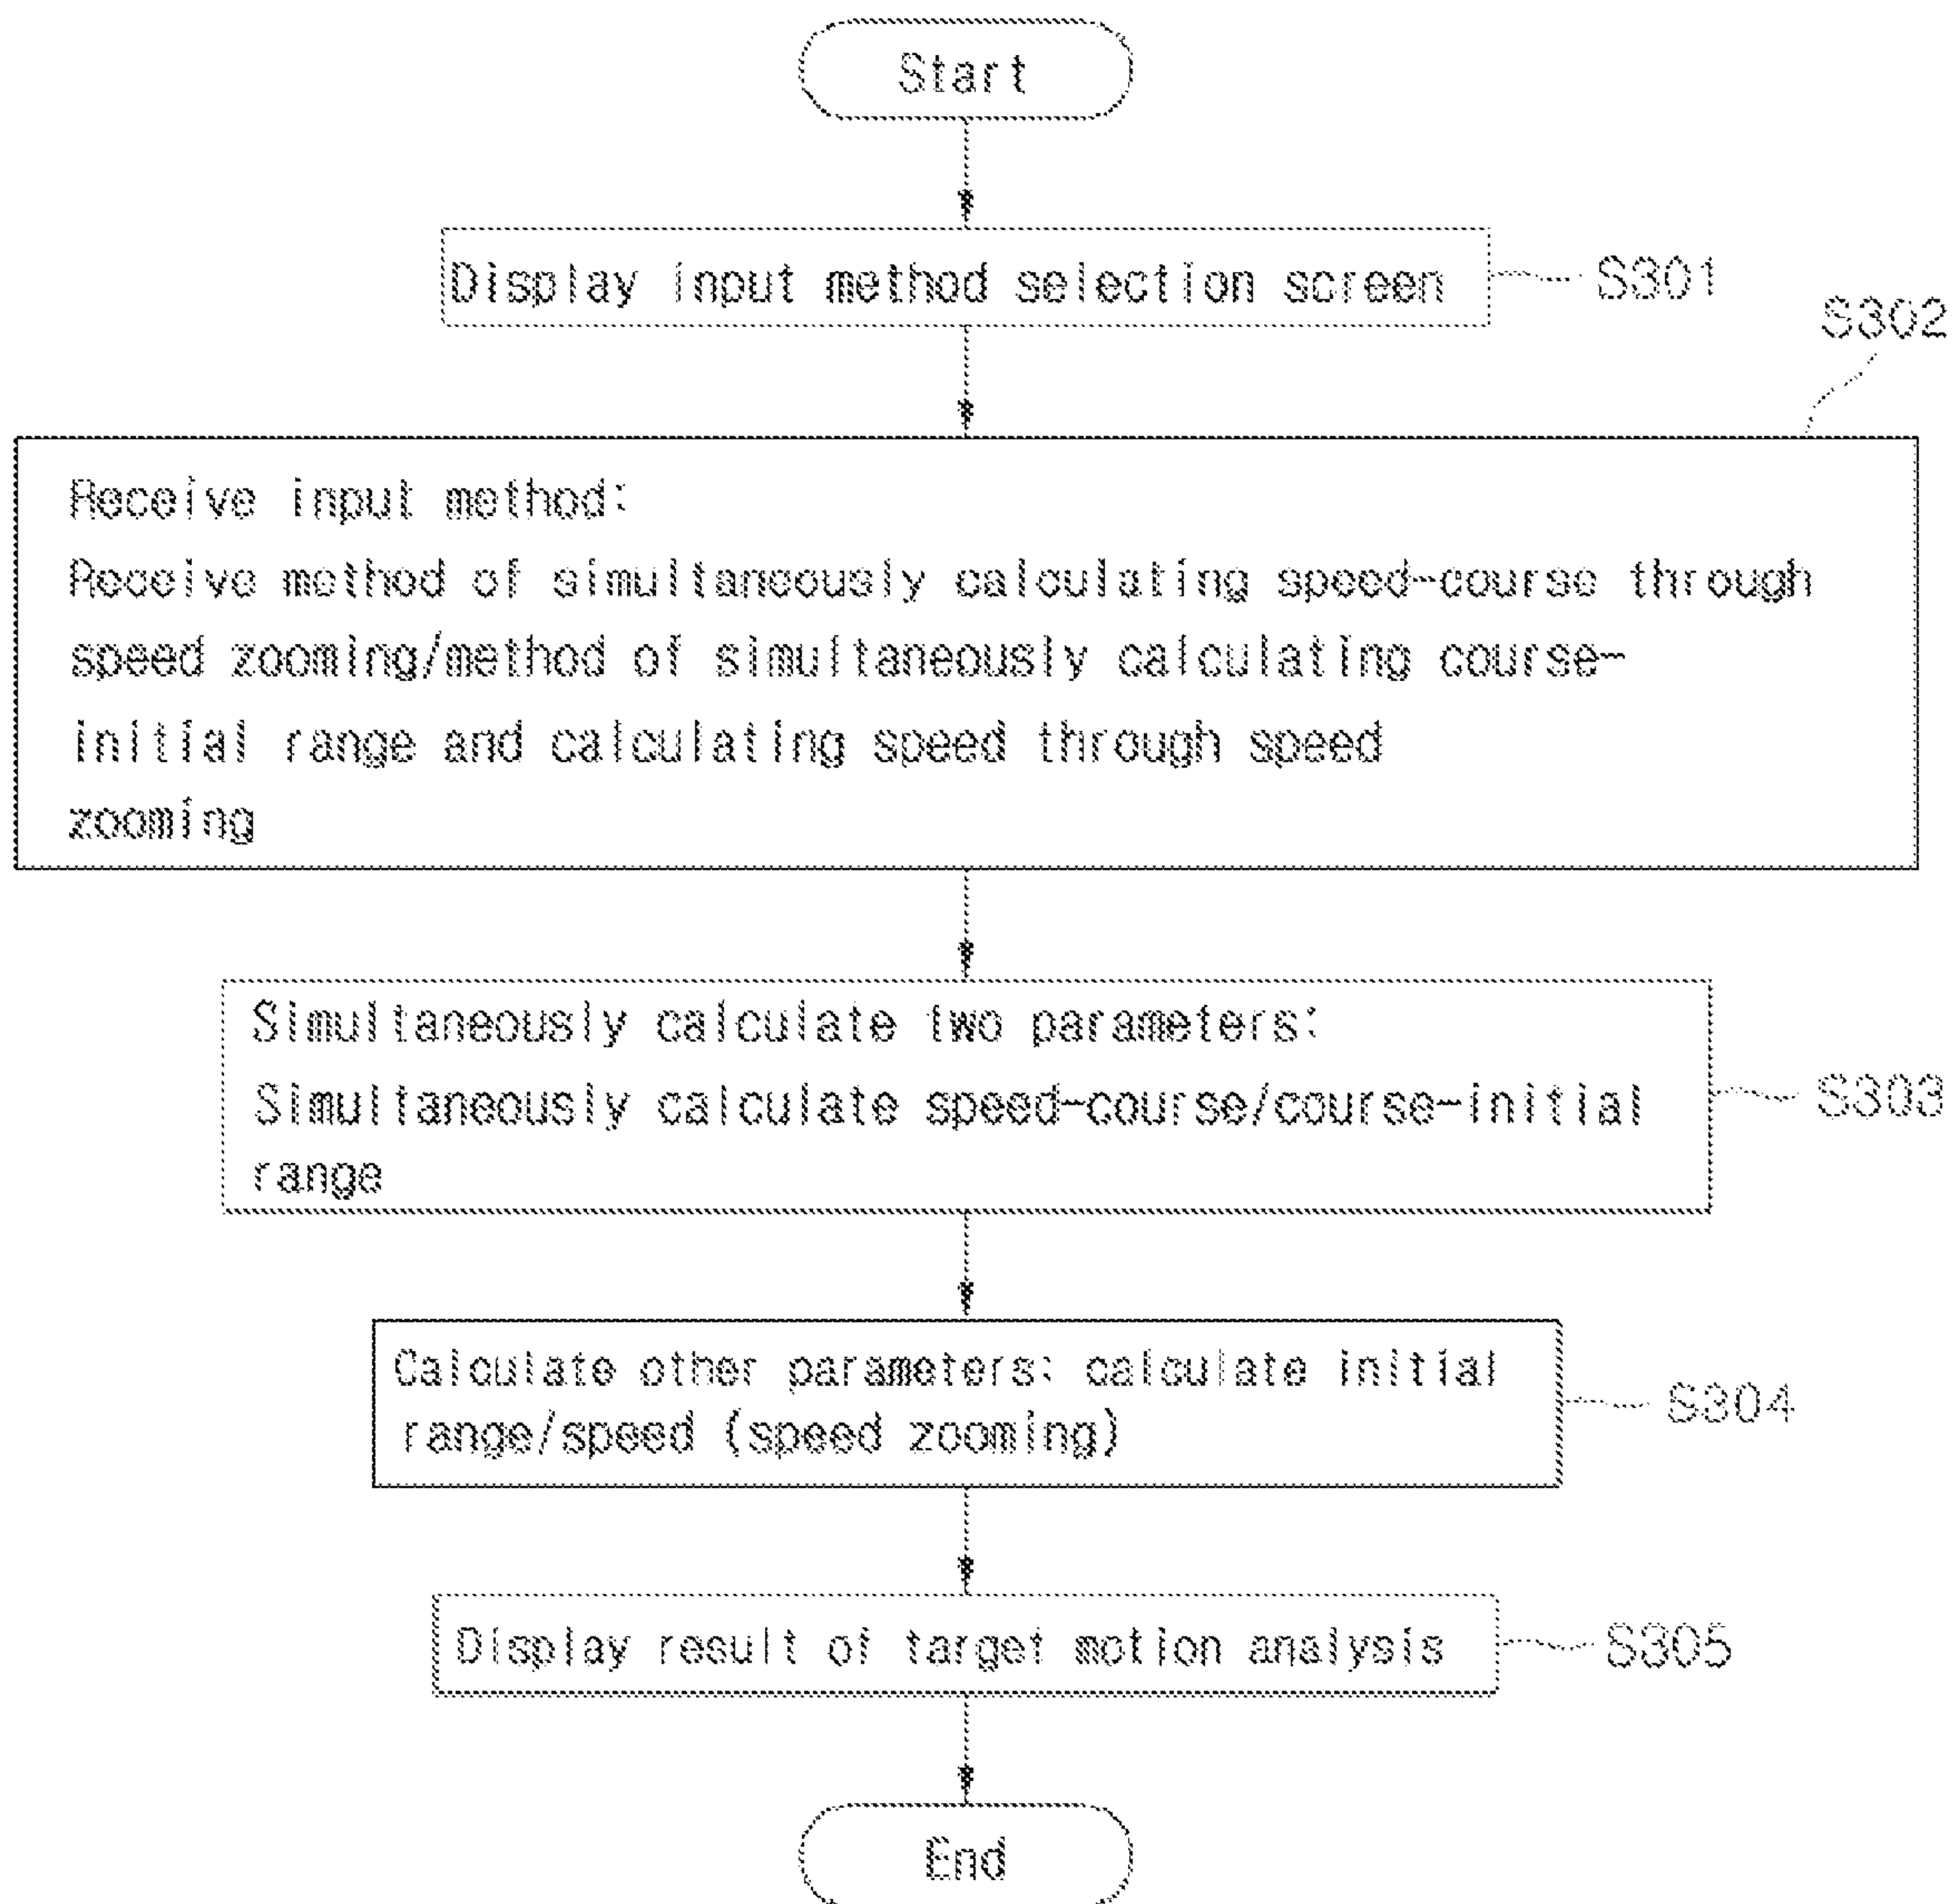 Start
Display input method selection screen
S301
S302
Receive input method:
Receive method of simultaneously calculating speed-course through
speed zooming/method of simultaneously calculating course-
initial range and calculating speed through speed
zooming
Simultaneously calculate two parameters:
Simultaneously calculate speed-course/course-initial
range
S303
Calculate other parameters: calculate initial
range/speed (speed zooming)
S304
Display result of target motion analysis
S305
End